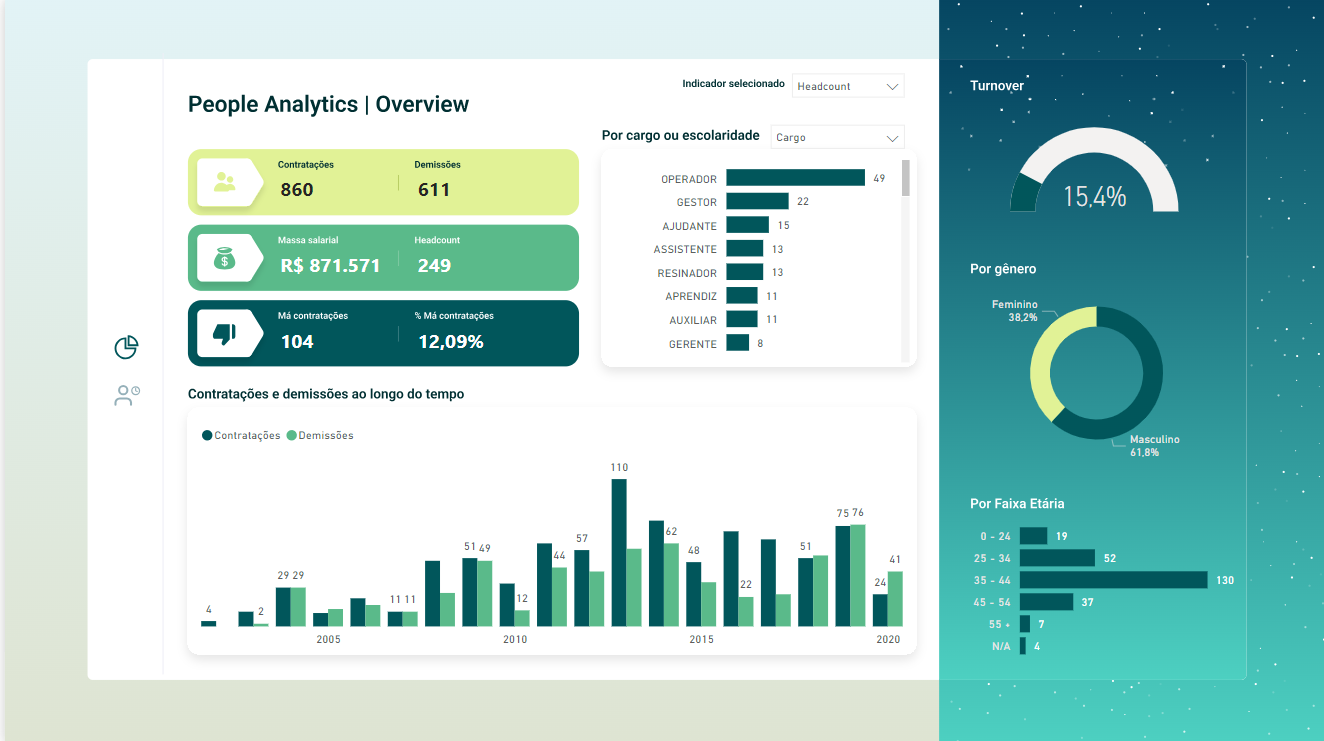 People Analytics | Overview
Indicador selecionado
Headcount
Contratações
860
Demissões
611
Massa salarial
R$ 871.571
Headcount
249
Má contratações
104
% Má contratações
12,09%
Por cargo ou escolaridade
Cargo
OPERADOR 49
GESTOR 22
AJUDANTE 15
ASSISTENTE 13
RESINADOR 13
APRENDIZ 11
AUXILIAR 11
GERENTE 8
Contratações e demissões ao longo do tempo
Contratações Demissões
4
2
29 29
11 11
51 49
12
44
57
110
62
48
22
51
75 76
24
41
2005 2010 2015 2020
Turnover
15,4%
Por gênero
Feminino
38,2%
Masculino
61,8%
Por Faixa Etária
0 - 24 19
25 - 34 52
35 - 44 130
45 - 54 37
55 + 7
N/A 4